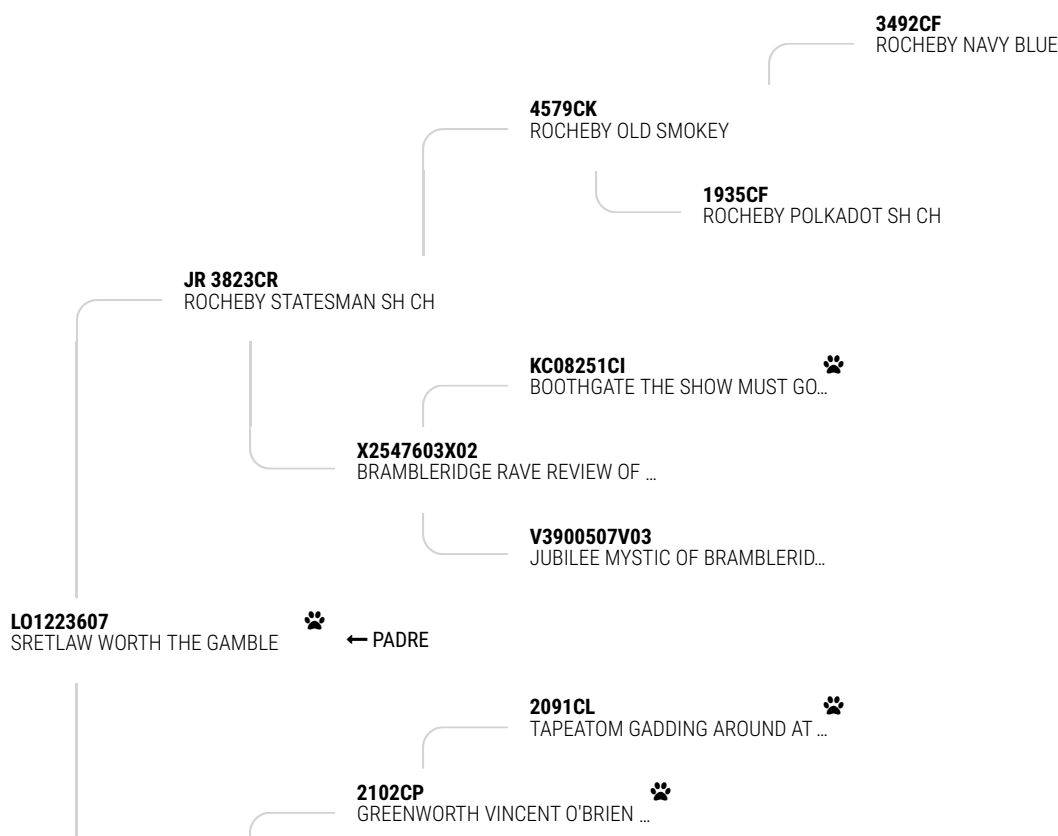 3492CF
ROCHEBY NAVY BLUE
4579CK
ROCHEBY OLD SMOKEY
1935CF
ROCHEBY POLKADOT SH CH
JR 3823CR
ROCHEBY STATESMAN SH CH
KC08251CI
BOOTHGATE THE SHOW MUST GO...
X2547603X02
BRAMBLERIDGE RAVE REVIEW OF ...
V3900507V03
JUBILEE MYSTIC OF BRAMBLERID...
LO1223607
SRETLAW WORTH THE GAMBLE
← PADRE
2091CL
TAPEATOM GADDING AROUND AT ...
2102CP
GREENWORTH VINCENT O'BRIEN ...